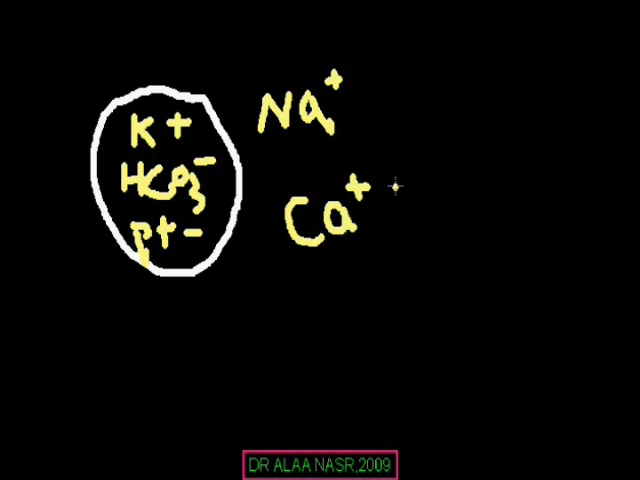 K+
HCO3-
pt-
Na+
Ca+
DR ALAA NASR,2009